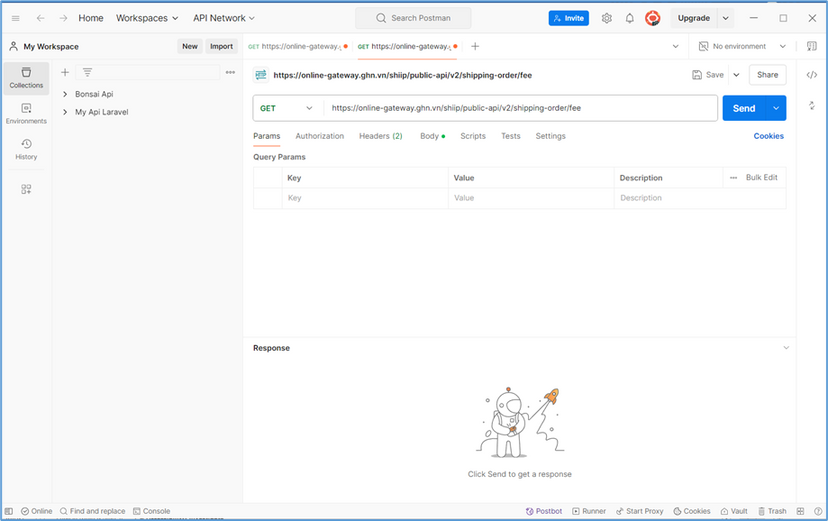 Home Workspaces API Network Search Postman Invite Upgrade
My Workspace New Import GET https://online-gateway.ghn.vn/ GET https://online-gateway.ghn.vn/ No environment
Collections
Environments
History
Bonsai Api
My Api Laravel
HTTP https://online-gateway.ghn.vn/shiip/public-api/v2/shipping-order/fee Save Share
GET https://online-gateway.ghn.vn/shiip/public-api/v2/shipping-order/fee Send
Params Authorization Headers (2) Body Scripts Tests Settings Cookies
Query Params
Key Value Description Bulk Edit
Key Value Description
Response
Click Send to get a response
Online Find and replace Console Postbot Runner Start Proxy Cookies Vault Trash